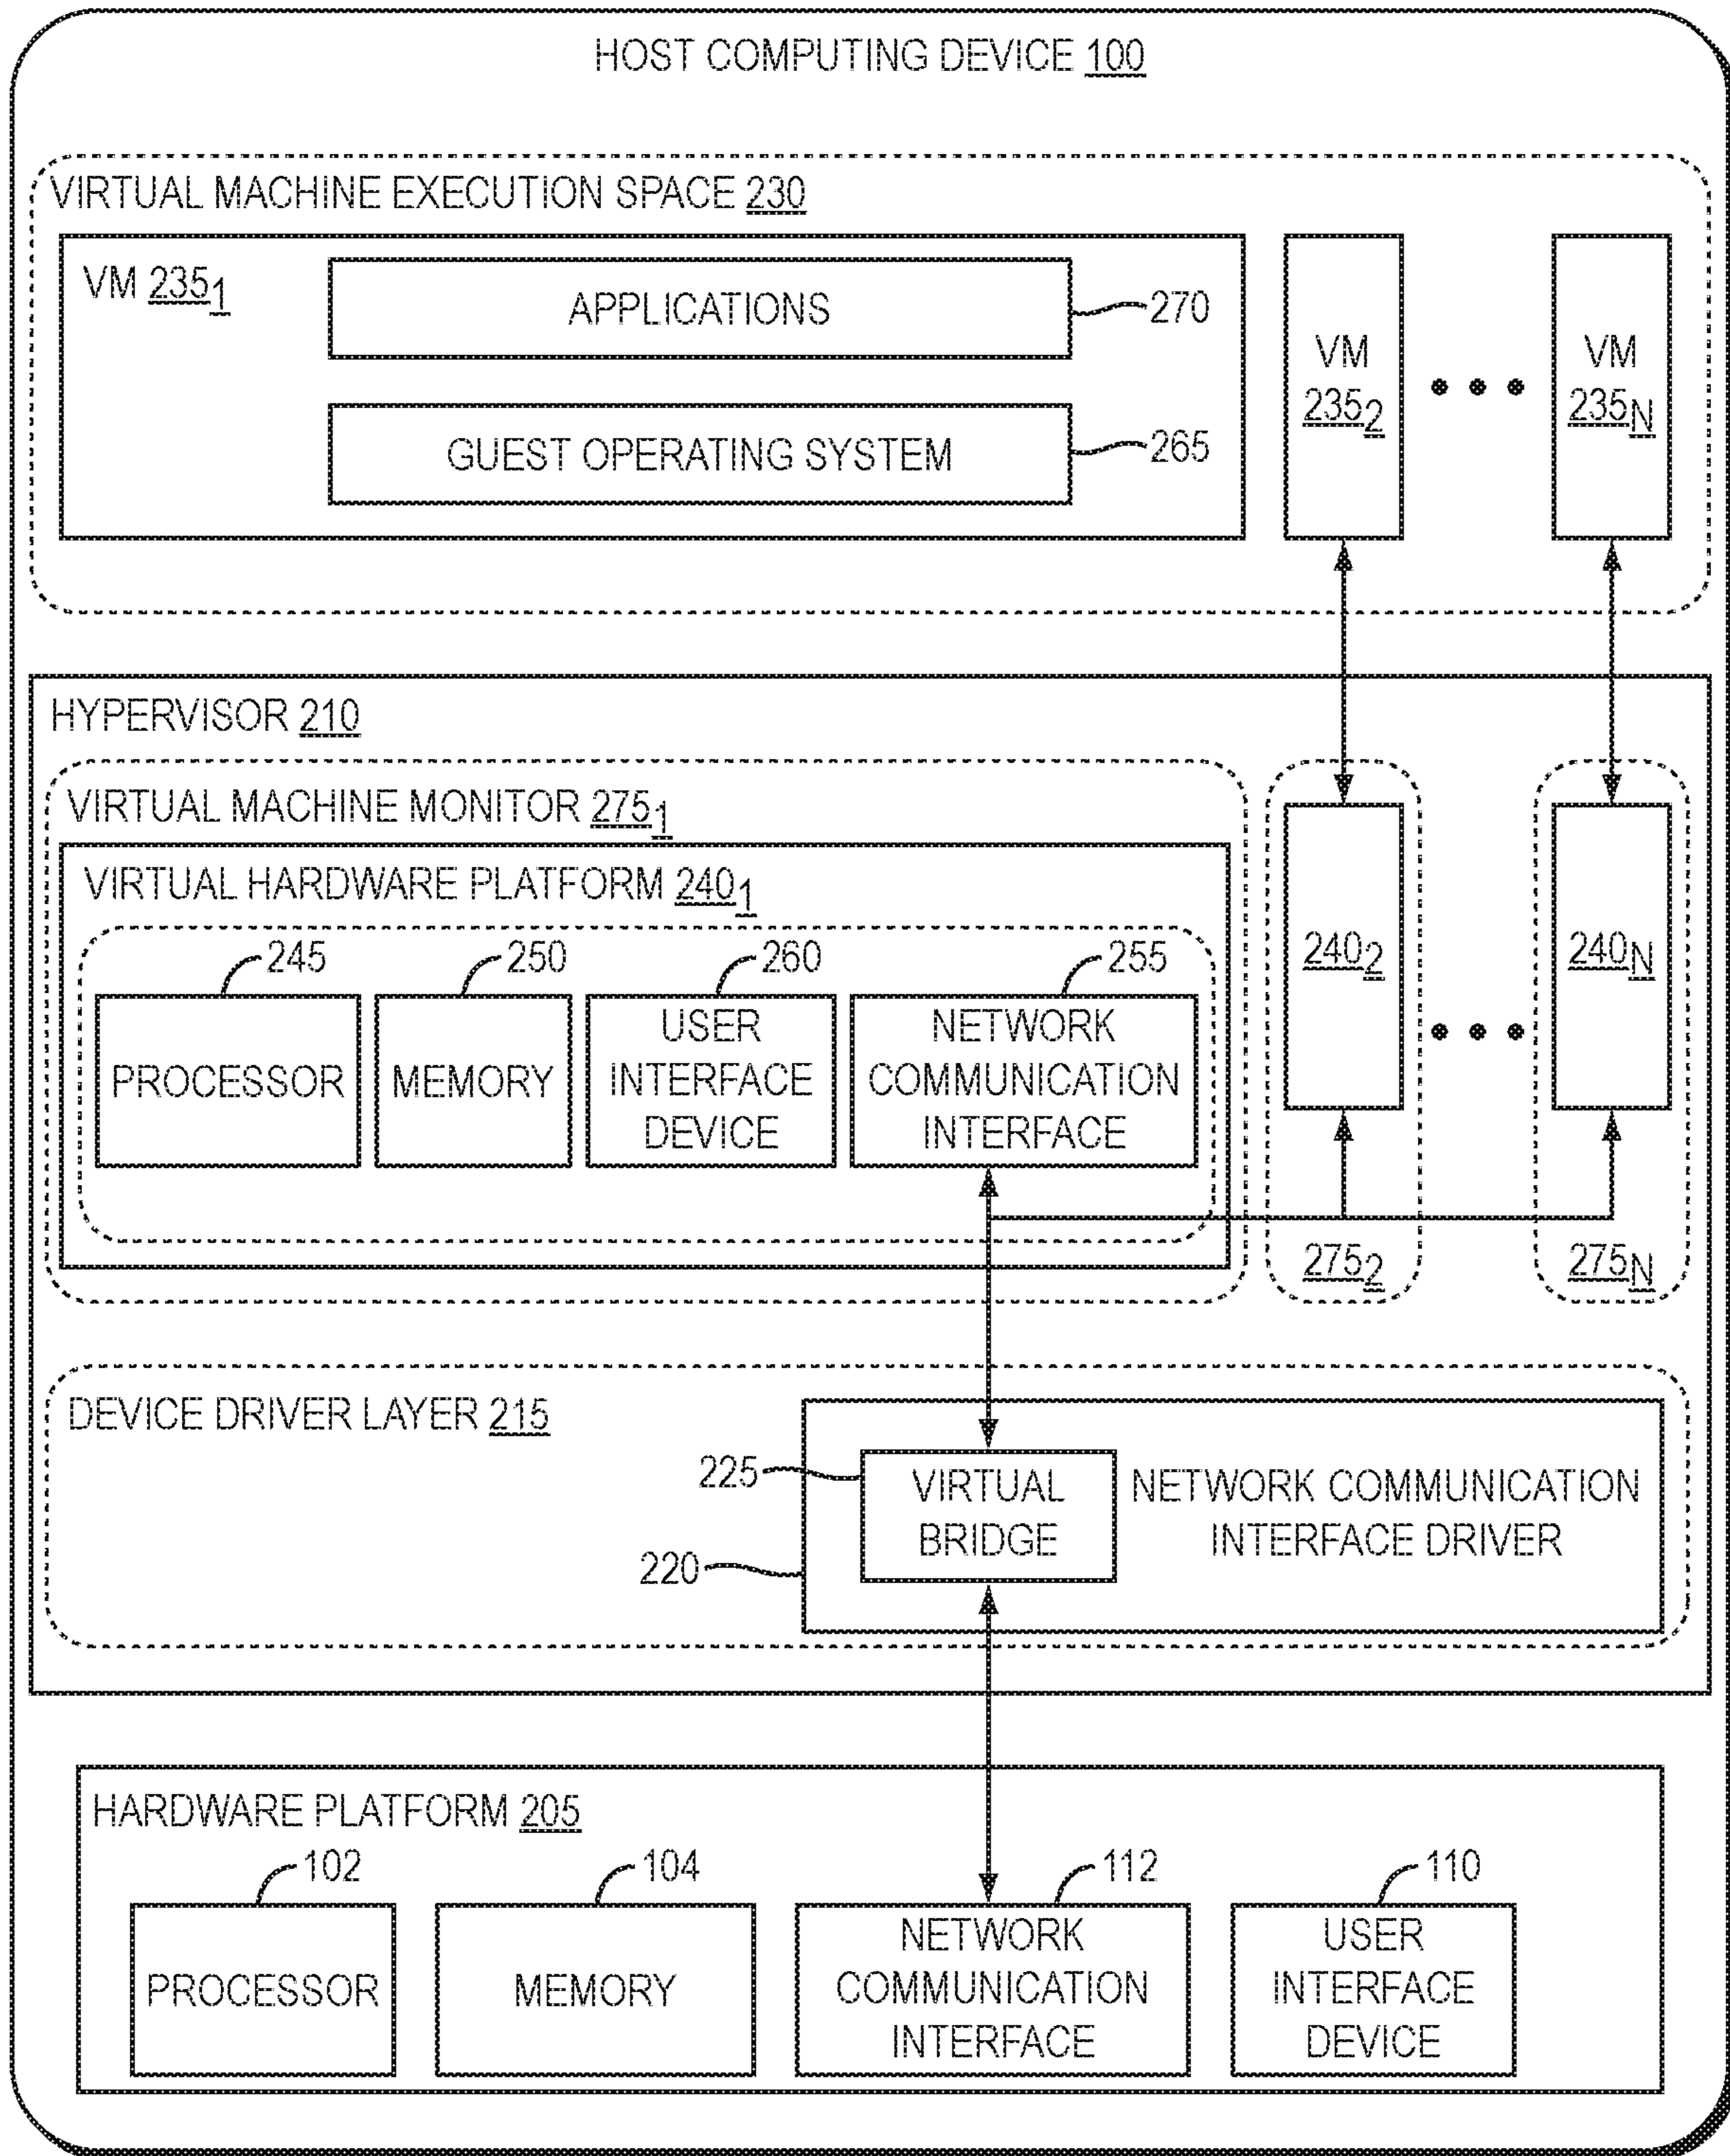 HOST COMPUTING DEVICE 100
VIRTUAL MACHINE EXECUTION SPACE 230
VM 235₁
APPLICATIONS
270
GUEST OPERATING SYSTEM
265
VM
235₂
VM
235_N
HYPERVISOR 210
VIRTUAL MACHINE MONITOR 275₁
VIRTUAL HARDWARE PLATFORM 240₁
245
250
260
255
PROCESSOR
MEMORY
USER
INTERFACE
DEVICE
NETWORK
COMMUNICATION
INTERFACE
240₂
240_N
275₂
275_N
DEVICE DRIVER LAYER 215
225
VIRTUAL
BRIDGE
NETWORK COMMUNICATION
INTERFACE DRIVER
220
HARDWARE PLATFORM 205
102
104
112
110
PROCESSOR
MEMORY
NETWORK
COMMUNICATION
INTERFACE
USER
INTERFACE
DEVICE